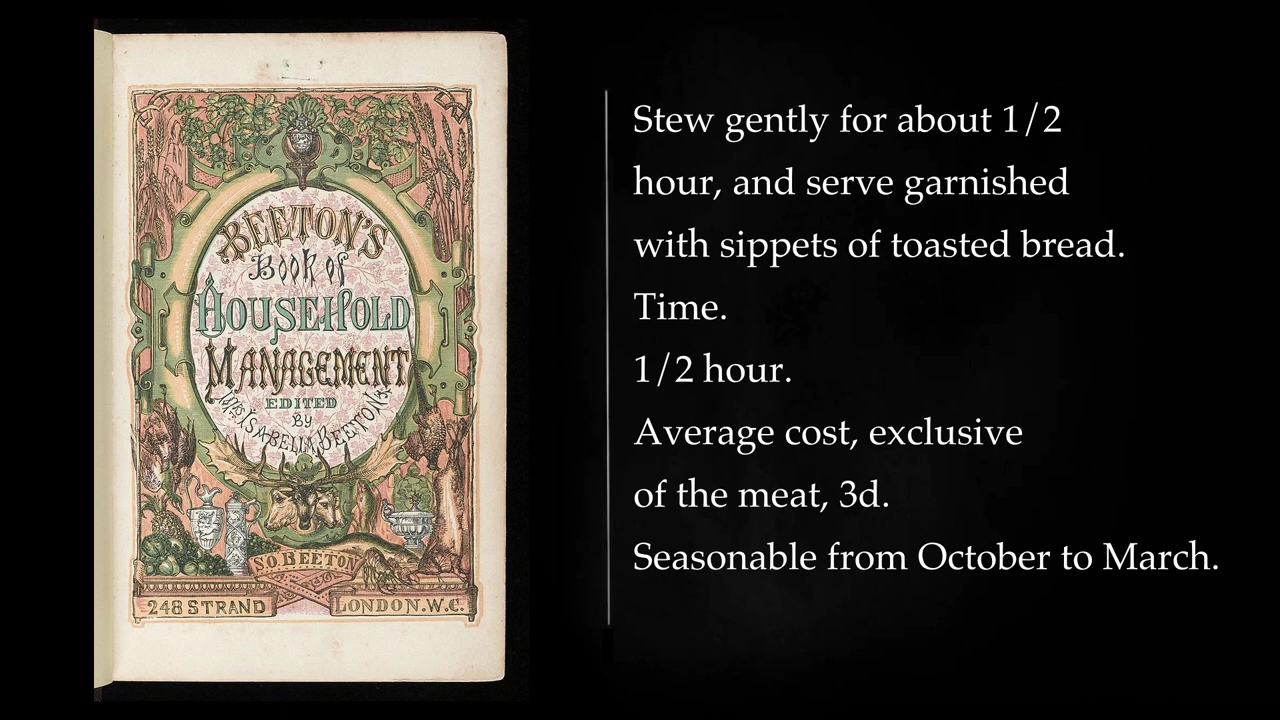 BEETON'S
Book of
HOUSEHOLD
MANAGEMENT
EDITED
BY
MRS. ISABELLA BEETON
S.O. BEETON
248 STRAND
LONDON. W.C.
Stew gently for about 1/2
hour, and serve garnished
with sippets of toasted bread.
Time.
1/2 hour.
Average cost, exclusive
of the meat, 3d.
Seasonable from October to March.